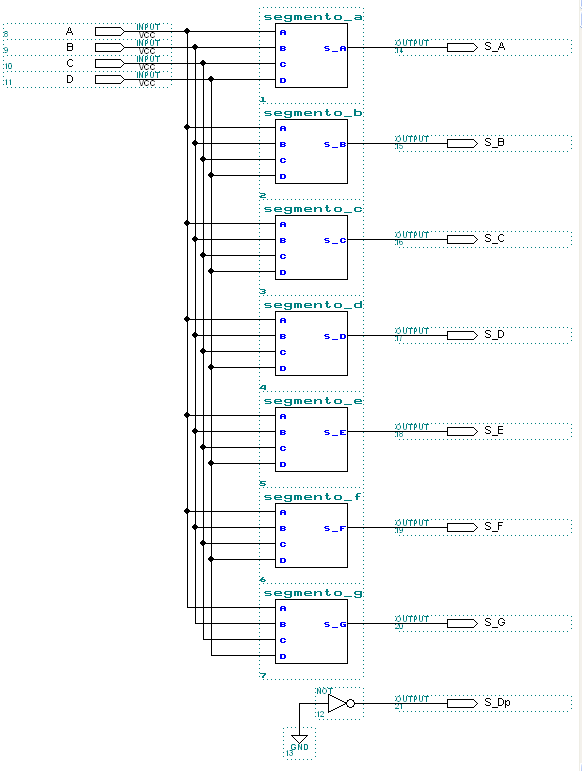 segmento_a
8 A INPUT VCC
9 B INPUT VCC
10 C INPUT VCC
11 D INPUT VCC
A
B S_A
C
D
OUTPUT S_A
14
1
segmento_b
A
B S_B
C
D
OUTPUT S_B
15
2
segmento_c
A
B S_C
C
D
OUTPUT S_C
16
3
segmento_d
A
B S_D
C
D
OUTPUT S_D
17
4
segmento_e
A
B S_E
C
D
OUTPUT S_E
18
5
segmento_f
A
B S_F
C
D
OUTPUT S_F
19
6
segmento_g
A
B S_G
C
D
OUTPUT S_G
20
7
NOT
12
OUTPUT S_Dp
21
GND
13